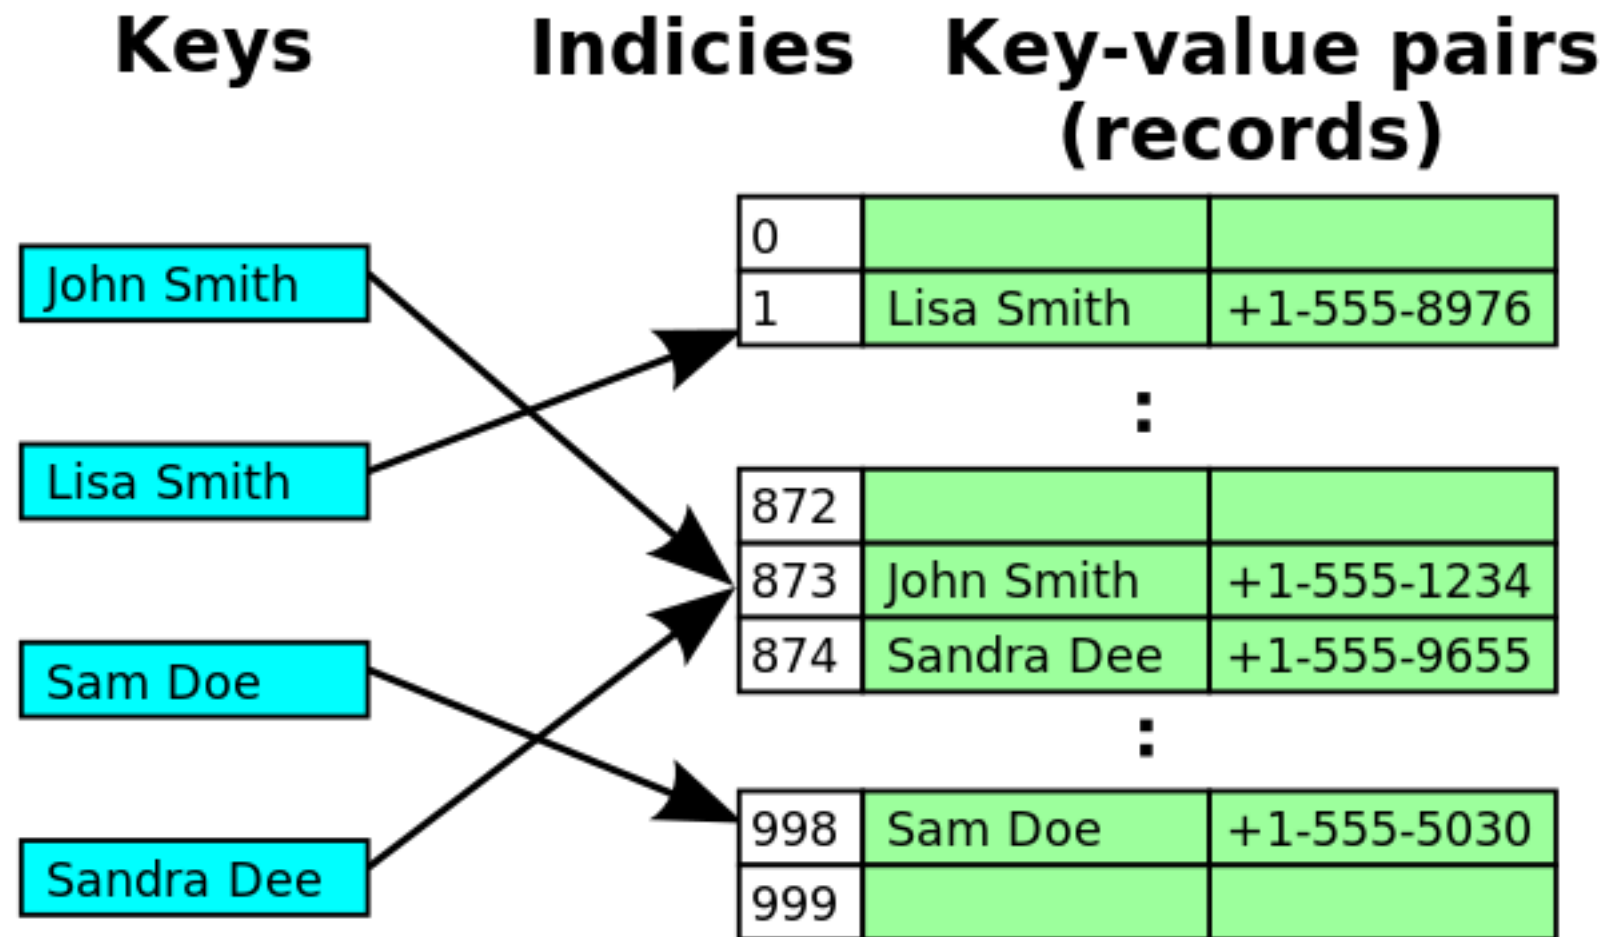 Keys
Indicies
Key-value pairs
(records)
John Smith
Lisa Smith
Sam Doe
Sandra Dee
0
1 Lisa Smith +1-555-8976
:
872
873 John Smith +1-555-1234
874 Sandra Dee +1-555-9655
:
998 Sam Doe +1-555-5030
999